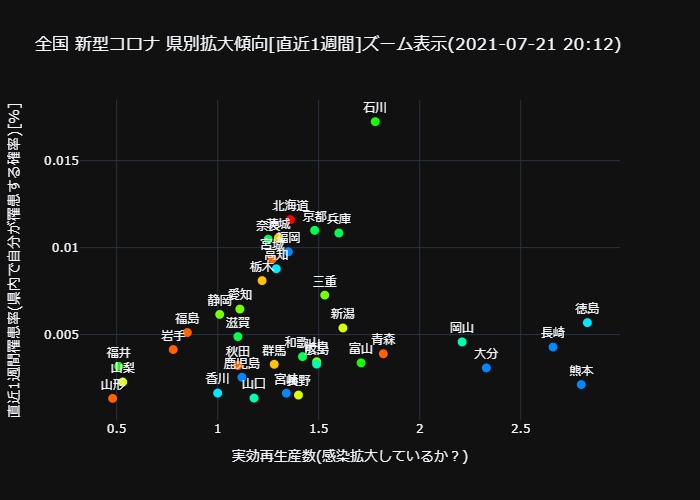 全国 新型コロナ 県別拡大傾向[直近1週間]ズーム表示(2021-07-21 20:12)
直近1週間罹患率(県内で自分が罹患する確率)[%]
石川
0.015
北海道
京都
兵庫
奈良
茨城
福岡
宮城
0.01
高知
栃木
三重
愛知
静岡
新潟
徳島
福島
滋賀
岩手
0.005
和歌山
広島
青森
岡山
長崎
福井
秋田
群馬
富山
大分
山梨
鹿児島
熊本
山形
香川
山口
宮崎
長野
0.5
1
1.5
2
2.5
実効再生産数(感染拡大しているか？)